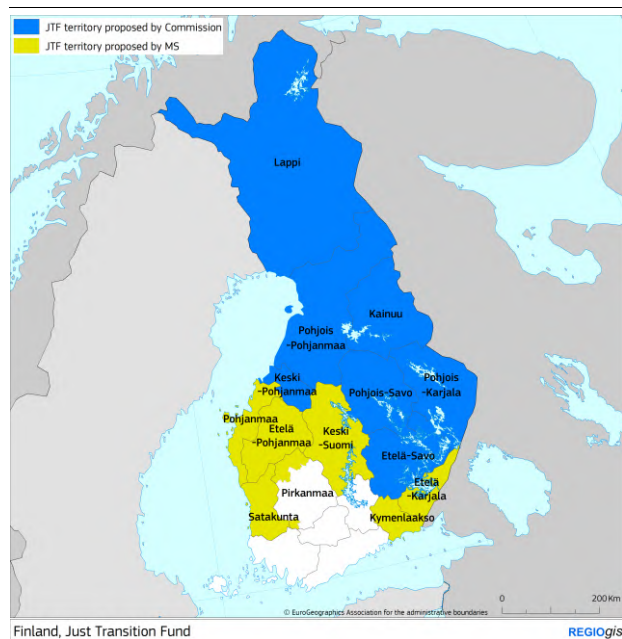 JTF territory proposed by Commission
JTF territory proposed by MS
Lappi
Kainuu
Pohjois
-Pohjanmaa
Keski
-Pohjanmaa
Pohjois-Savo
Pohjois
-Karjala
Pohjanmaa
Etelä
-Pohjanmaa
Keski
-Suomi
Etelä-Savo
Etelä
-Karjala
Pirkanmaa
Satakunta
Kymenlaakso
0 200 Km
© EuroGeographics Association for the administrative boundaries
Finland, Just Transition Fund
REGIOgis